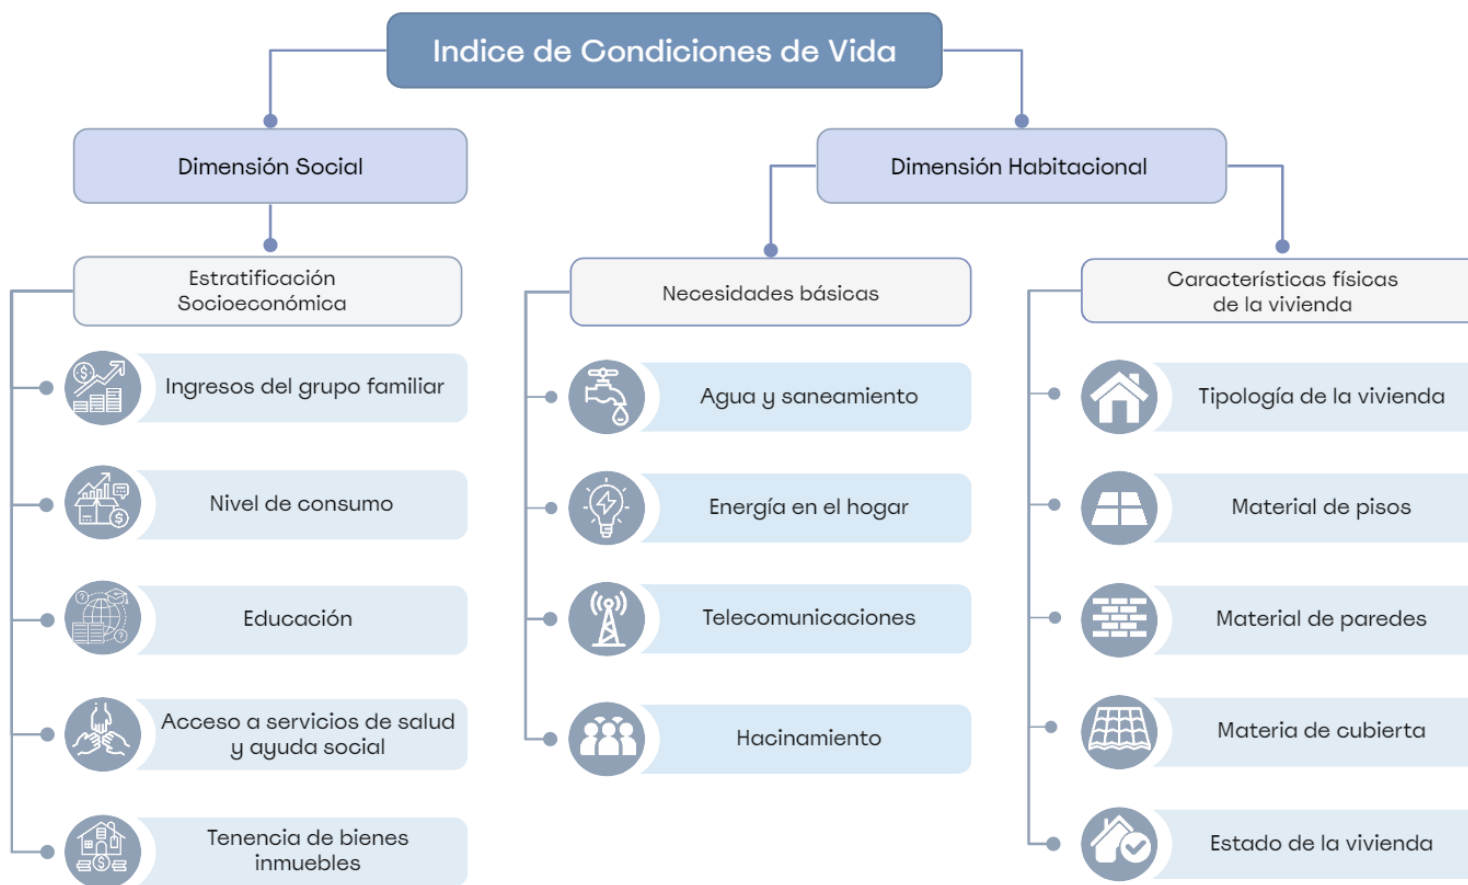 Indice de Condiciones de Vida
Dimensión Social
Dimensión Habitacional
Estratificación
Socioeconómica
Ingresos del grupo familiar
Nivel de consumo
Educación
Acceso a servicios de salud
y ayuda social
Tenencia de bienes
inmuebles
Necesidades básicas
Agua y saneamiento
Energía en el hogar
Telecomunicaciones
Hacinamiento
Características físicas
de la vivienda
Tipología de la vivienda
Material de pisos
Material de paredes
Materia de cubierta
Estado de la vivienda